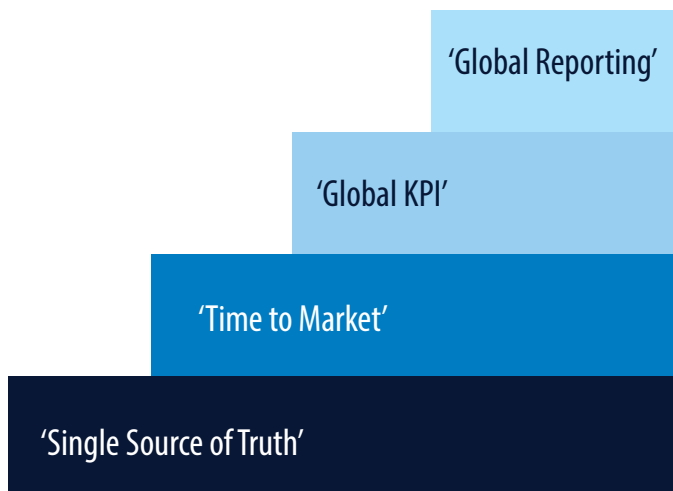 ‘Global Reporting’
‘Global KPI’
‘Time to Market’
‘Single Source of Truth’